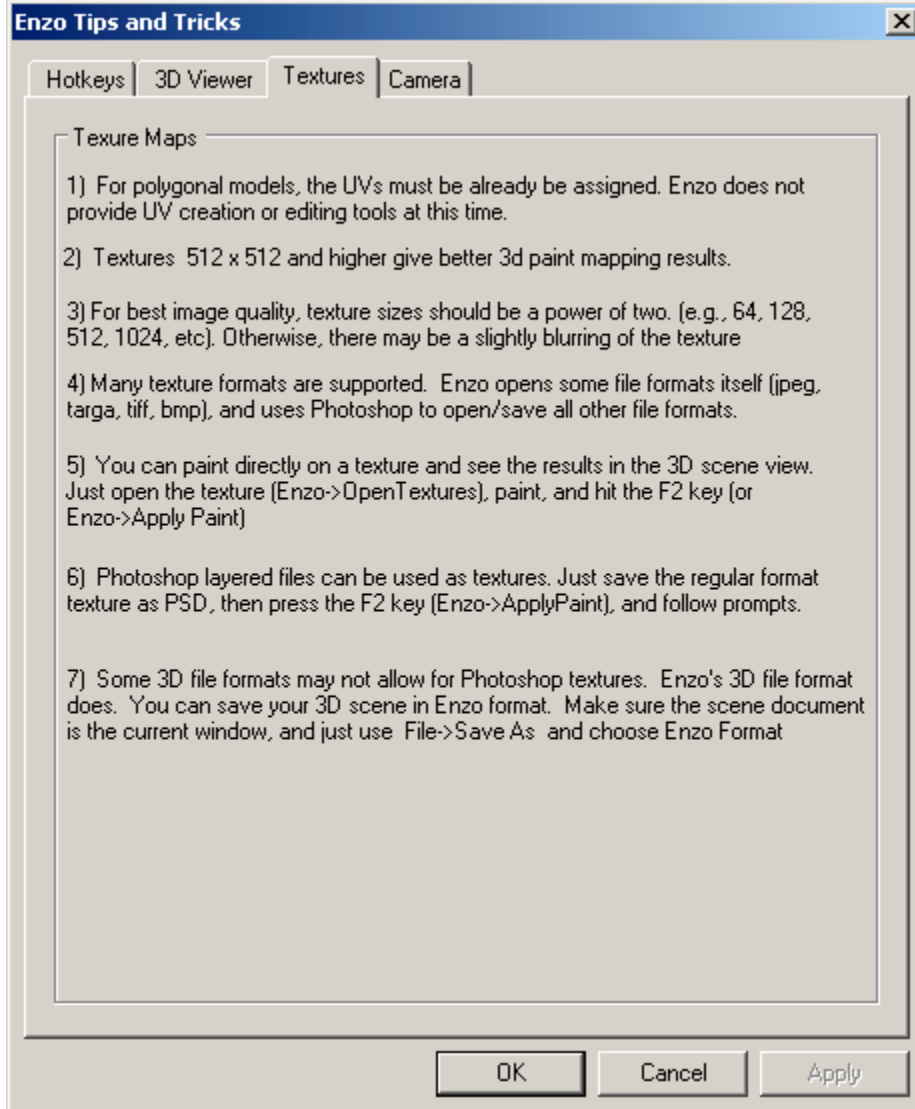 Enzo Tips and Tricks
Hotkeys 3D Viewer Textures Camera
Texure Maps
1) For polygonal models, the UVs must be already be assigned. Enzo does not
provide UV creation or editing tools at this time.
2) Textures 512 x 512 and higher give better 3d paint mapping results.
3) For best image quality, texture sizes should be a power of two. (e.g., 64, 128,
512, 1024, etc). Otherwise, there may be a slightly blurring of the texture
4) Many texture formats are supported. Enzo opens some file formats itself (jpeg,
targa, tiff, bmp), and uses Photoshop to open/save all other file formats.
5) You can paint directly on a texture and see the results in the 3D scene view.
Just open the texture (Enzo->OpenTextures), paint, and hit the F2 key (or
Enzo->Apply Paint)
6) Photoshop layered files can be used as textures. Just save the regular format
texture as PSD, then press the F2 key (Enzo->ApplyPaint), and follow prompts.
7) Some 3D file formats may not allow for Photoshop textures. Enzo's 3D file format
does. You can save your 3D scene in Enzo format. Make sure the scene document
is the current window, and just use File->Save As and choose Enzo Format
OK Cancel Apply